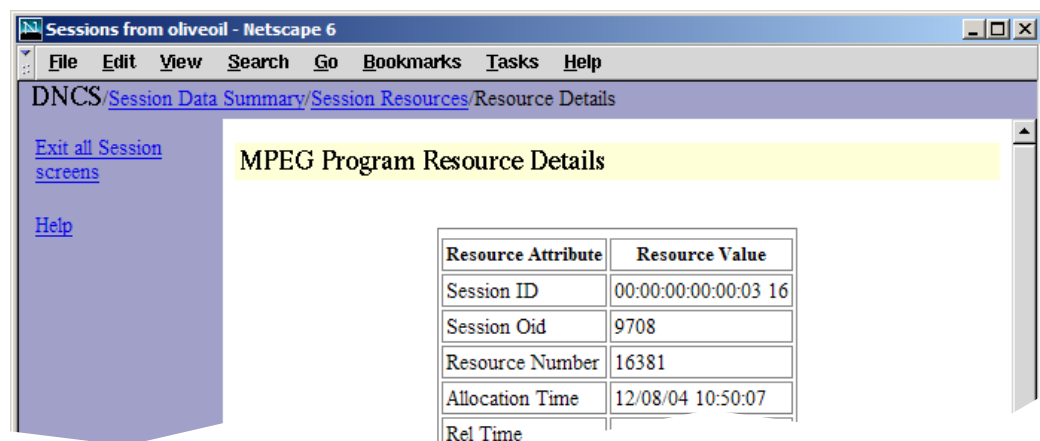 Sessions from oliveoil - Netscape 6
File Edit View Search Go Bookmarks Tasks Help
DNCS/Session Data Summary/Session Resources/Resource Details
Exit all Session
screens
Help
MPEG Program Resource Details
Resource Attribute Resource Value
Session ID 00:00:00:00:00:03 16
Session Oid 9708
Resource Number 16381
Allocation Time 12/08/04 10:50:07
Rel Time